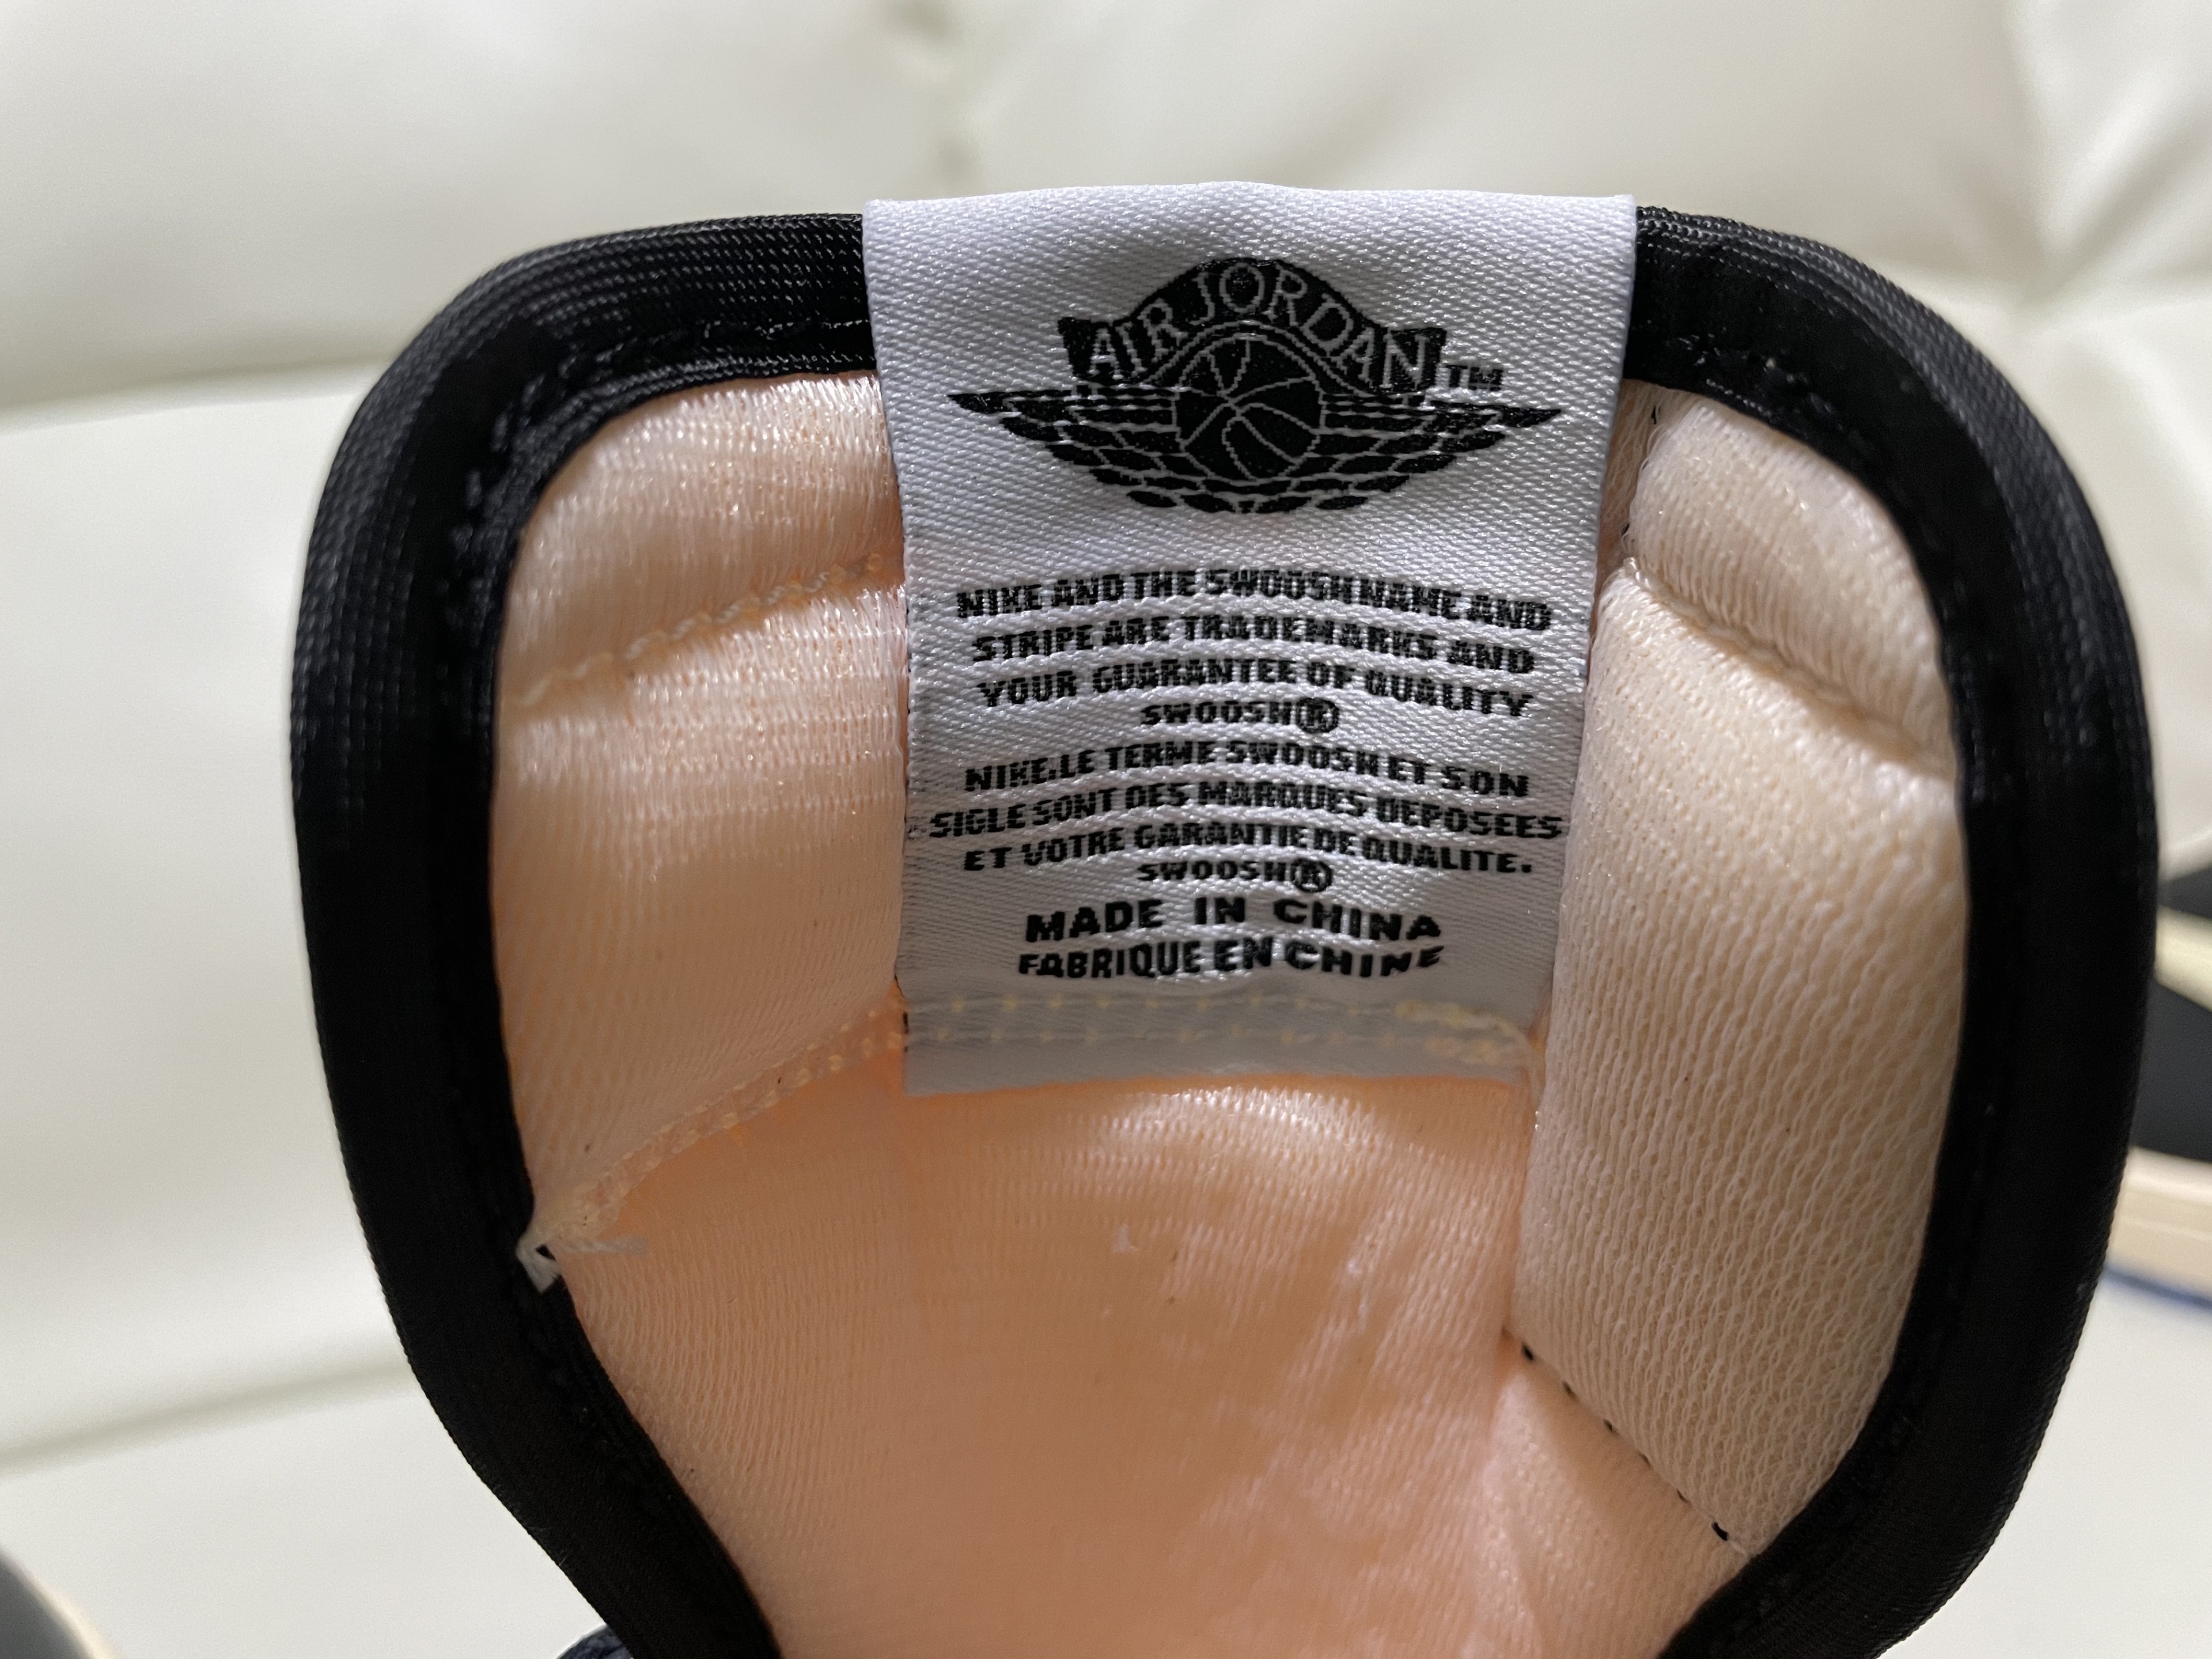 AIR JORDAN TM
NIKE AND THE SWOOSH NAME AND
STRIPE ARE TRADEMARKS AND
YOUR GUARANTEE OF QUALITY
SWOOSH®
NIKE.LE TERME SWOOSH ET SON
SIGLE SONT DES MARQUES DEPOSEES
ET VOTRE GARANTIE DE QUALITE.
SWOOSH®
MADE IN CHINA
FABRIQUE EN CHINE